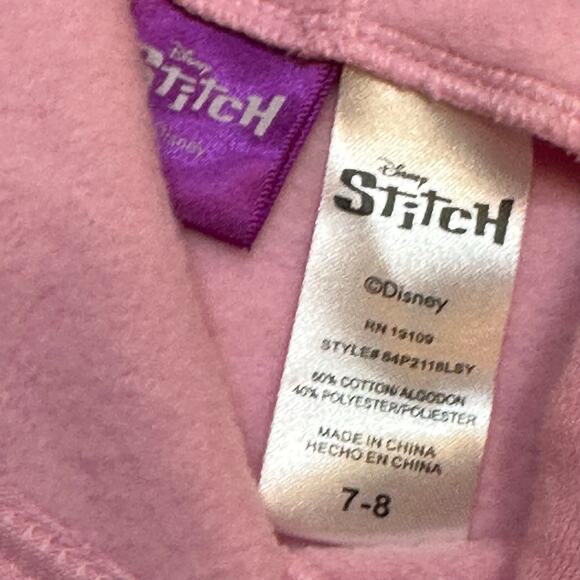 Disney
STiTCH
Disney
Disney
STiTCH
©Disney
RN 19109
STYLE# 84P2118LSY
60% COTTON/ALGODON
40% POLYESTER/POLIESTER
MADE IN CHINA
HECHO EN CHINA
7-8